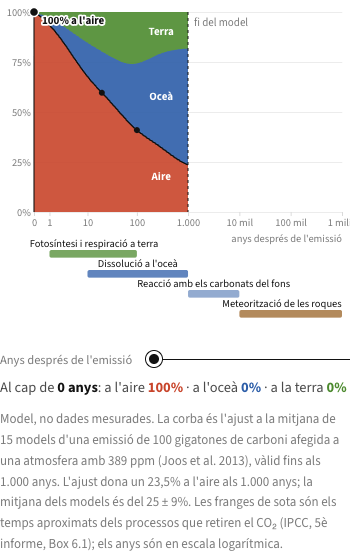 100%
100% a l'aire
Terra
fi del model
75%
Oceà
50%
25%
Aire
0%
0 1 10 100 1.000 10 mil 100 mil 1 mil
anys després de l'emissió
Fotosíntesi i respiració a terra
Dissolució a l'oceà
Reacció amb els carbonats del fons
Meteorització de les roques
Anys després de l'emissió
Al cap de 0 anys: a l'aire 100% · a l'oceà 0% · a la terra 0%
Model, no dades mesurades. La corba és l'ajust a la mitjana de
15 models d'una emissió de 100 gigatones de carboni afegida a
una atmosfera amb 389 ppm (Joos et al. 2013), vàlid fins als
1.000 anys. L'ajust dona un 23,5% a l'aire als 1.000 anys; la
mitjana dels models és del 25 ± 9%. Les franges de sota són els
temps aproximats dels processos que retiren el CO₂ (IPCC, 5è
informe, Box 6.1); els anys són en escala logarítmica.